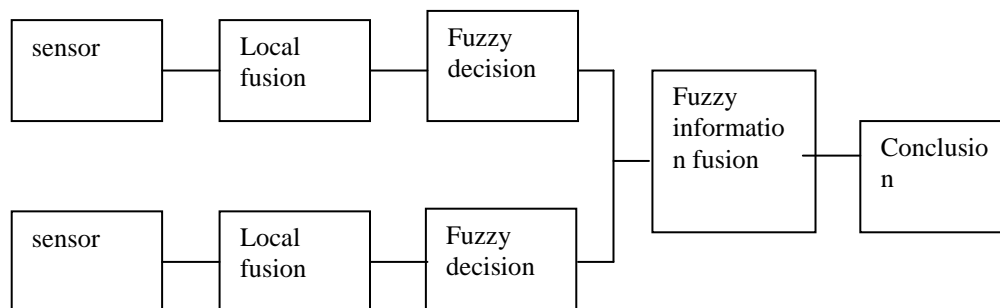 sensor
Local
fusion
Fuzzy
decision
Fuzzy
informatio
n fusion
Conclusio
n
sensor
Local
fusion
Fuzzy
decision